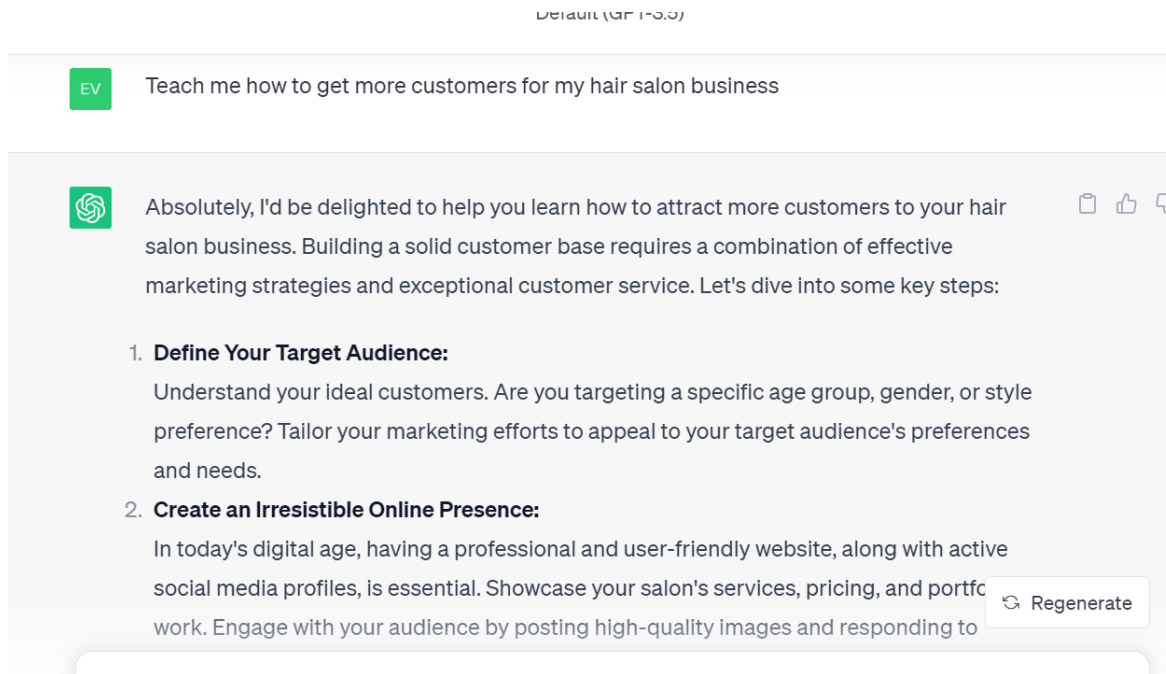 Default (GPT-3.5)
EV
Teach me how to get more customers for my hair salon business
Absolutely, I'd be delighted to help you learn how to attract more customers to your hair
salon business. Building a solid customer base requires a combination of effective
marketing strategies and exceptional customer service. Let's dive into some key steps:
1. Define Your Target Audience:
Understand your ideal customers. Are you targeting a specific age group, gender, or style
preference? Tailor your marketing efforts to appeal to your target audience's preferences
and needs.
2. Create an Irresistible Online Presence:
In today's digital age, having a professional and user-friendly website, along with active
social media profiles, is essential. Showcase your salon's services, pricing, and
Regenerate
work. Engage with your audience by posting high-quality images and responding to